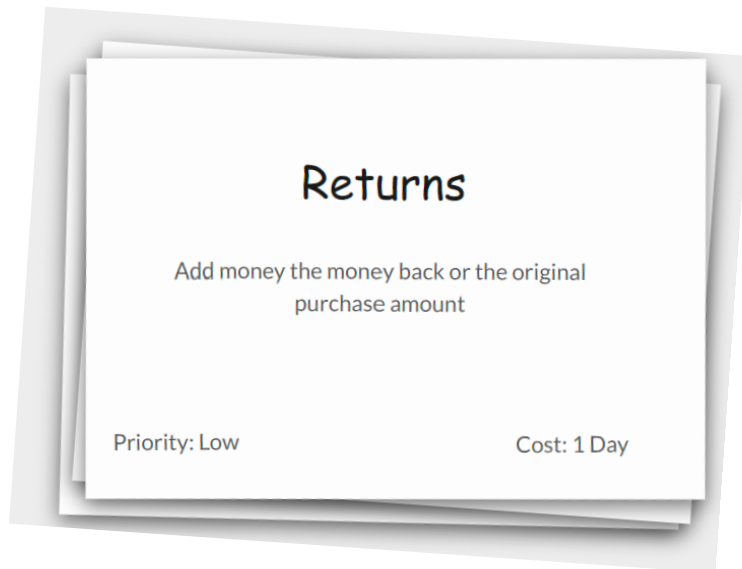 Returns
Add money the money back or the original
purchase amount
Priority: Low
Cost: 1 Day